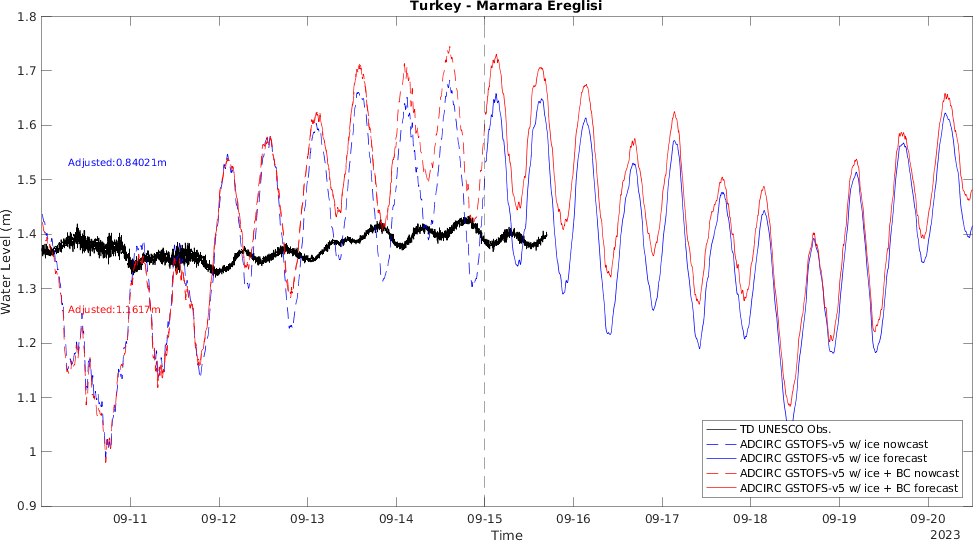 Turkey - Marmara Ereglisi
1.8
1.7
1.6
1.5
1.4
1.3
1.2
1.1
1
0.9
Water Level (m)
Adjusted:0.84021m
Adjusted:1.1617m
TD UNESCO Obs.
ADCIRC GSTOFS-v5 w/ ice nowcast
ADCIRC GSTOFS-v5 w/ ice forecast
ADCIRC GSTOFS-v5 w/ ice + BC nowcast
ADCIRC GSTOFS-v5 w/ ice + BC forecast
09-11 09-12 09-13 09-14 09-15 09-16 09-17 09-18 09-19 09-20
Time
2023